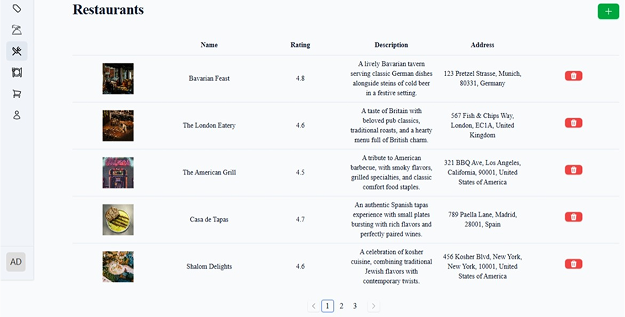 Restaurants
Name Rating Description Address
Bavarian Feast 4.8
A lively Bavarian tavern
serving classic German dishes
alongside steins of cold beer
in a festive setting.
123 Pretzel Strasse, Munich,
80331, Germany
The London Eatery 4.6
A taste of Britain with
beloved pub classics,
traditional roasts, and a hearty
menu full of British charm.
567 Fish & Chips Way,
London, EC1A, United
Kingdom
The American Grill 4.5
A tribute to American
barbecue, with smoky flavors,
grilled specialties, and classic
comfort food staples.
321 BBQ Ave, Los Angeles,
California, 90001, United
States of America
Casa de Tapas 4.7
An authentic Spanish tapas
experience with small plates
bursting with rich flavors and
perfectly paired wines.
789 Paella Lane, Madrid,
28001, Spain
Shalom Delights 4.6
A celebration of kosher
cuisine, combining traditional
Jewish flavors with
contemporary twists.
456 Kosher Blvd, New York,
New York, 10001, United
States of America
AD
1 2 3